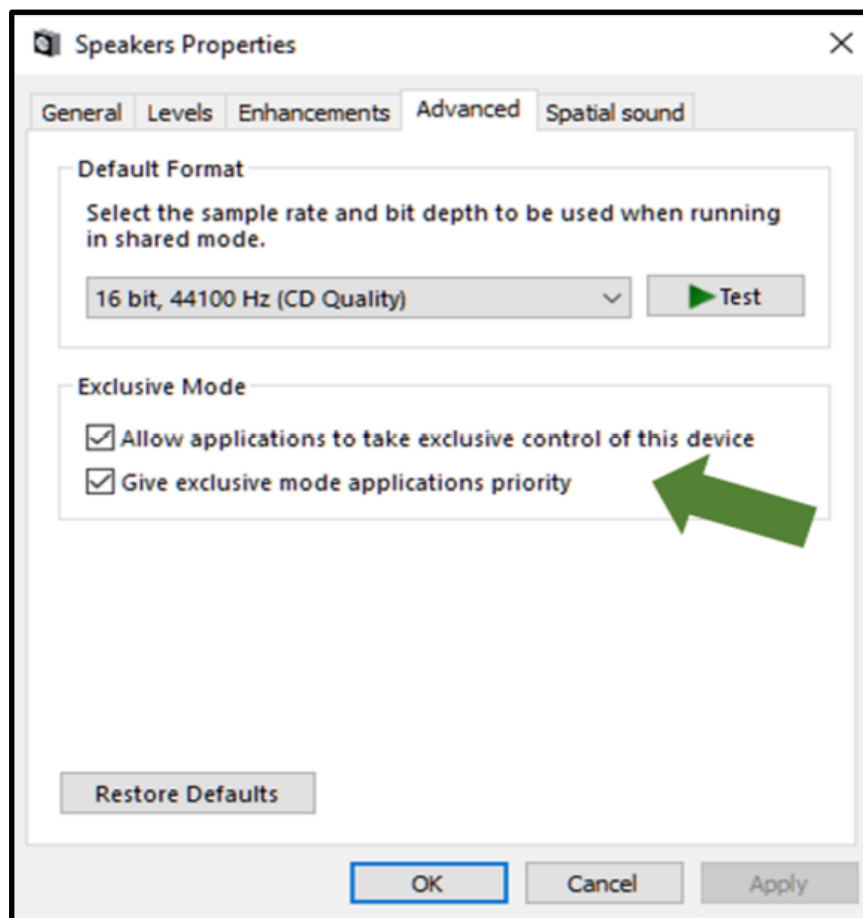 Speakers Properties
General Levels Enhancements Advanced Spatial sound
Default Format
Select the sample rate and bit depth to be used when running
in shared mode.
16 bit, 44100 Hz (CD Quality) Test
Exclusive Mode
Allow applications to take exclusive control of this device
Give exclusive mode applications priority
Restore Defaults
OK Cancel Apply